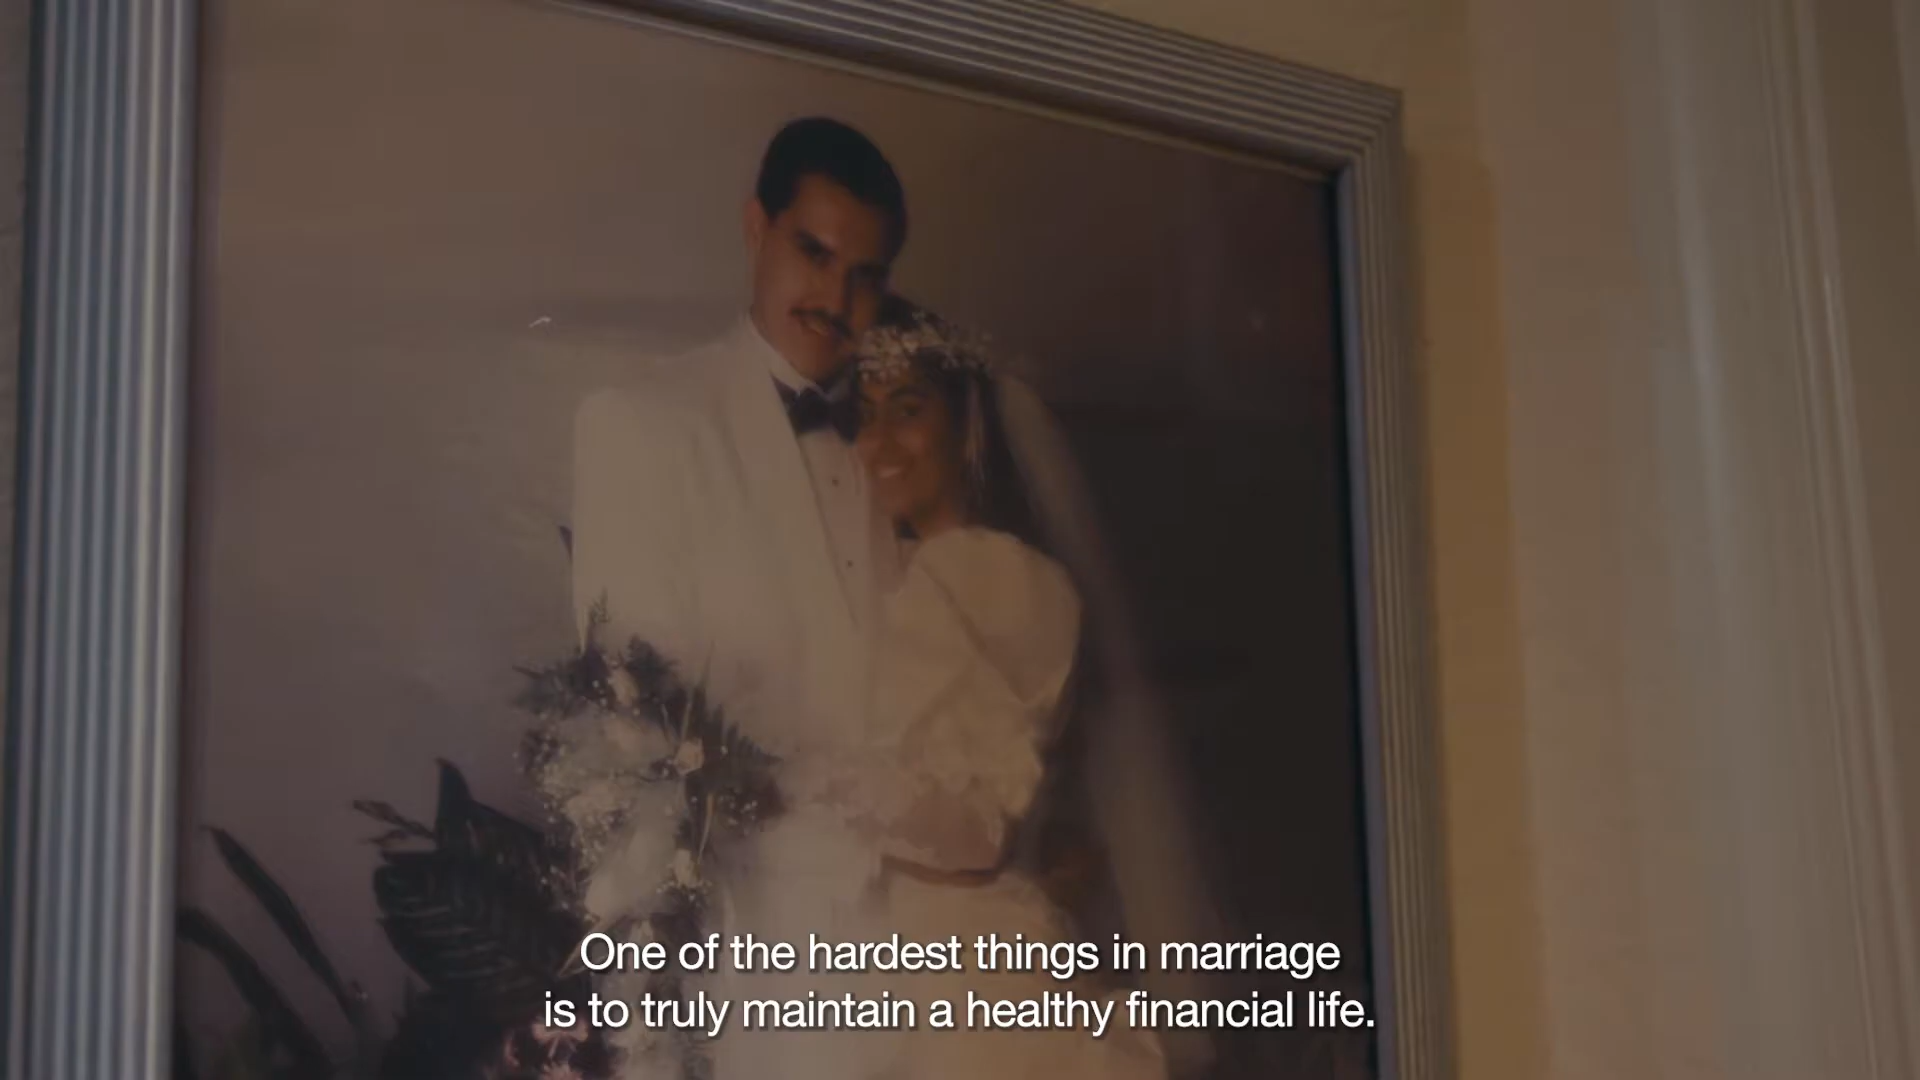 One of the hardest things in marriage
is to truly maintain a healthy financial life.